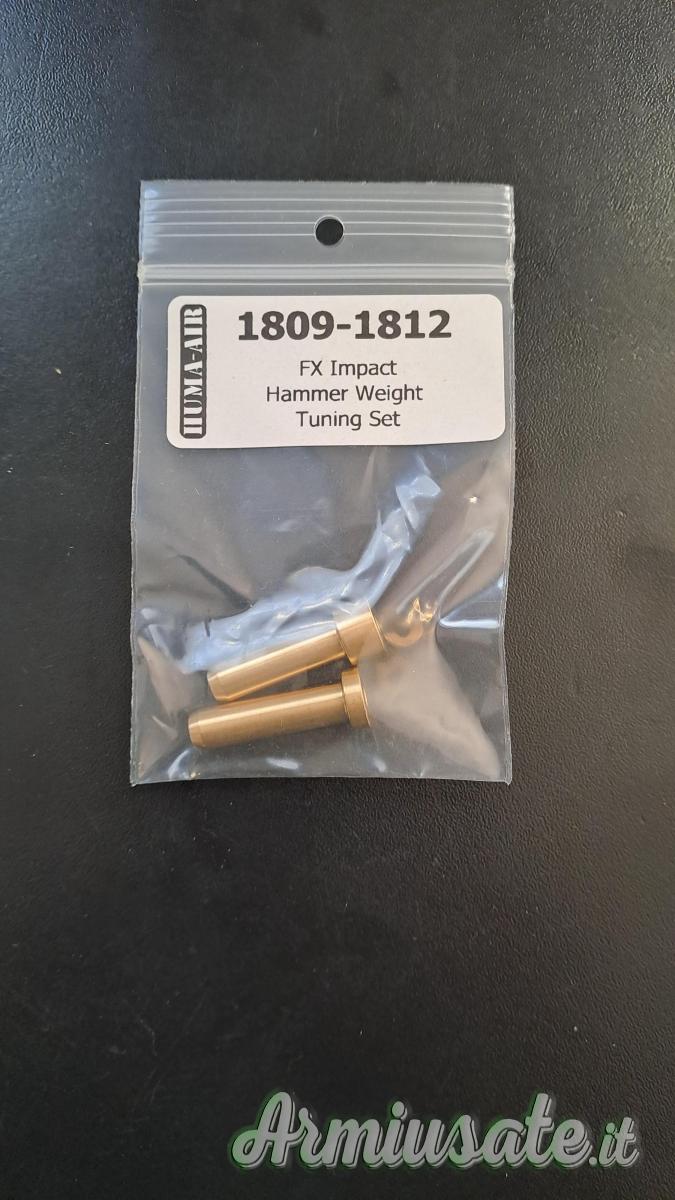 HUMA-AIR
1809-1812
FX Impact
Hammer Weight
Tuning Set
Armiusate.it